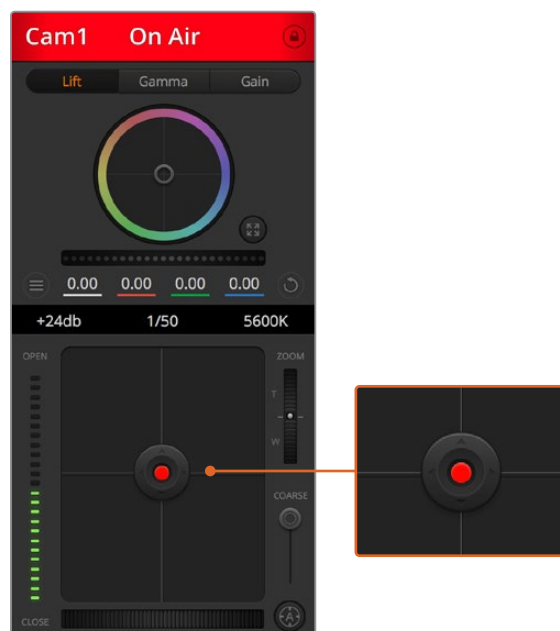 Cam1 On Air
Lift Gamma Gain
0.00 0.00 0.00 0.00
+24db 1/50 5600K
OPEN ZOOM
T
W
COARSE
CLOSE A